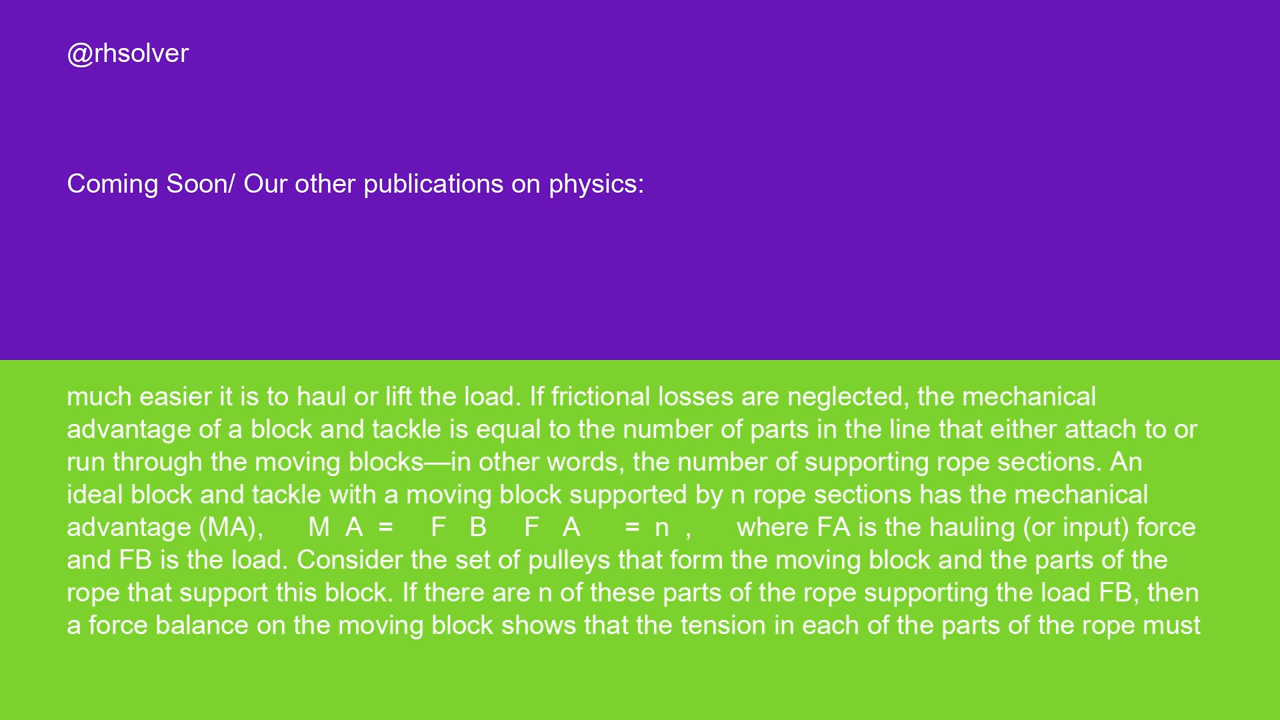 @rhsolver
Coming Soon/ Our other publications on physics:
much easier it is to haul or lift the load. If frictional losses are neglected, the mechanical
advantage of a block and tackle is equal to the number of parts in the line that either attach to or
run through the moving blocks—in other words, the number of supporting rope sections. An
ideal block and tackle with a moving block supported by n rope sections has the mechanical
advantage (MA), M A = F B F A = n , where FA is the hauling (or input) force
and FB is the load. Consider the set of pulleys that form the moving block and the parts of the
rope that support this block. If there are n of these parts of the rope supporting the load FB, then
a force balance on the moving block shows that the tension in each of the parts of the rope must